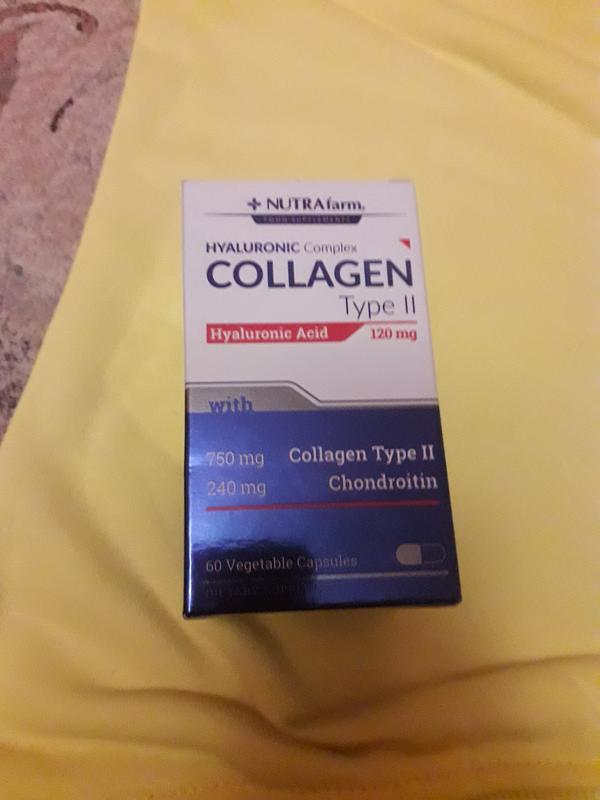 NUTRAfarm.
FOOD SUPPLEMENTS
HYALURONIC Complex
COLLAGEN
Type II
Hyaluronic Acid 120 mg
with
750 mg Collagen Type II
240 mg Chondroitin
60 Vegetable Capsules
DIETARY